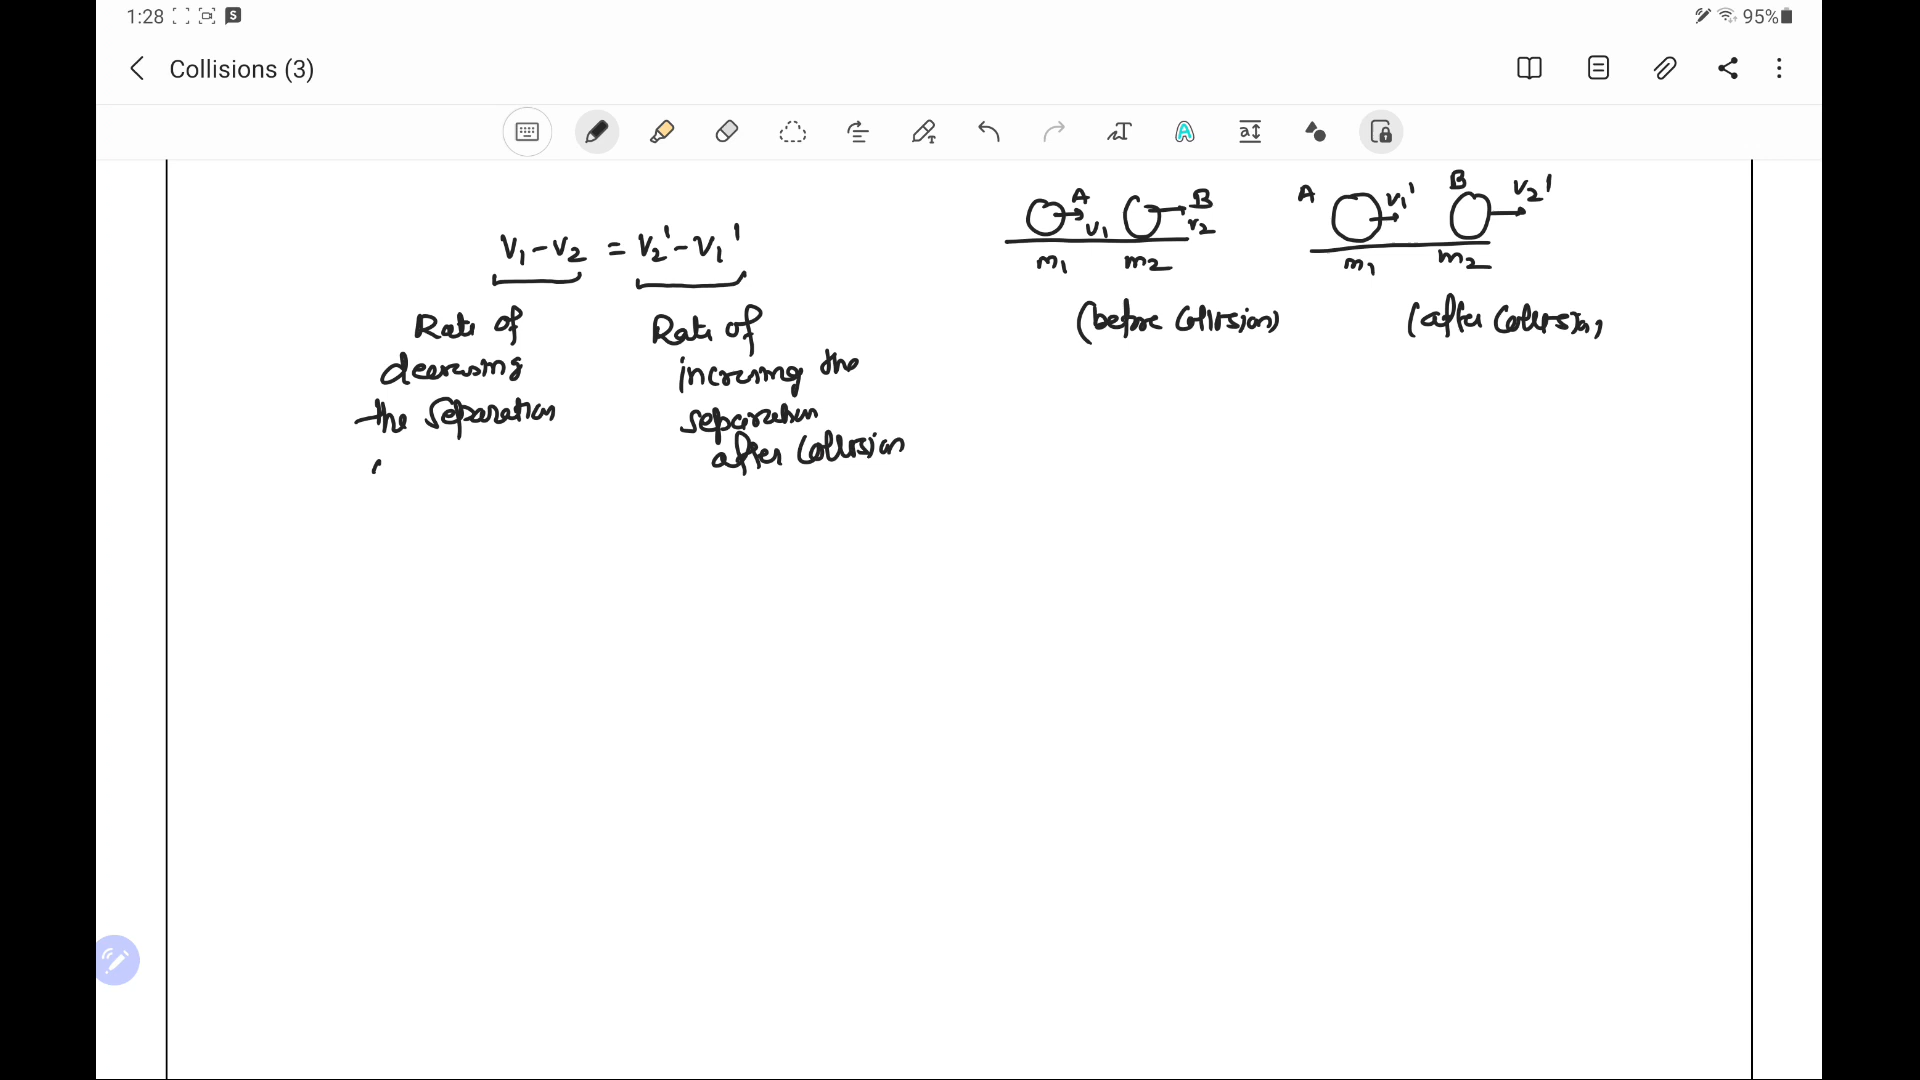 1:28 95%
Collisions (3)
V₁ - V₂ = V₂' - V₁'
Rate of
decreasing
the separation
Rate of
increasing the
separation
after collision
A B
V₁ V₂
m₁ m₂
(before collision)
A V₁' B V₂'
m₁ m₂
(after collision)